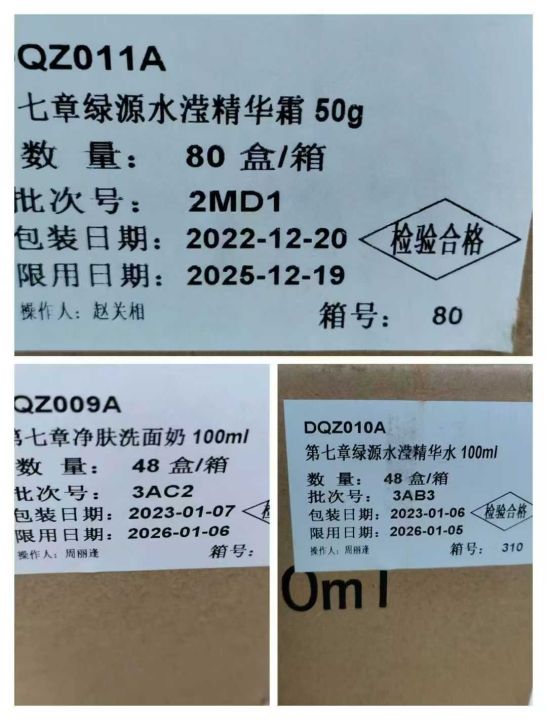 DQZ011A
七章绿源水滢精华霜 50g
数 量： 80 盒/箱
批次号： 2MD1
包装日期：2022-12-20
检验合格
限用日期：2025-12-19
操作人：赵关相
箱号： 80
QZ009A
第七章净肤洗面奶 100ml
数 量： 48 盒/箱
批次号： 3AC2
包装日期：2023-01-07
限用日期：2026-01-06
操作人：周丽逢
箱号：
DQZ010A
第七章绿源水滢精华水 100ml
数 量： 48 盒/箱
批次号： 3AB3
包装日期：2023-01-06
检验合格
限用日期：2026-01-05
操作人：周丽逢
箱号： 310
0ml